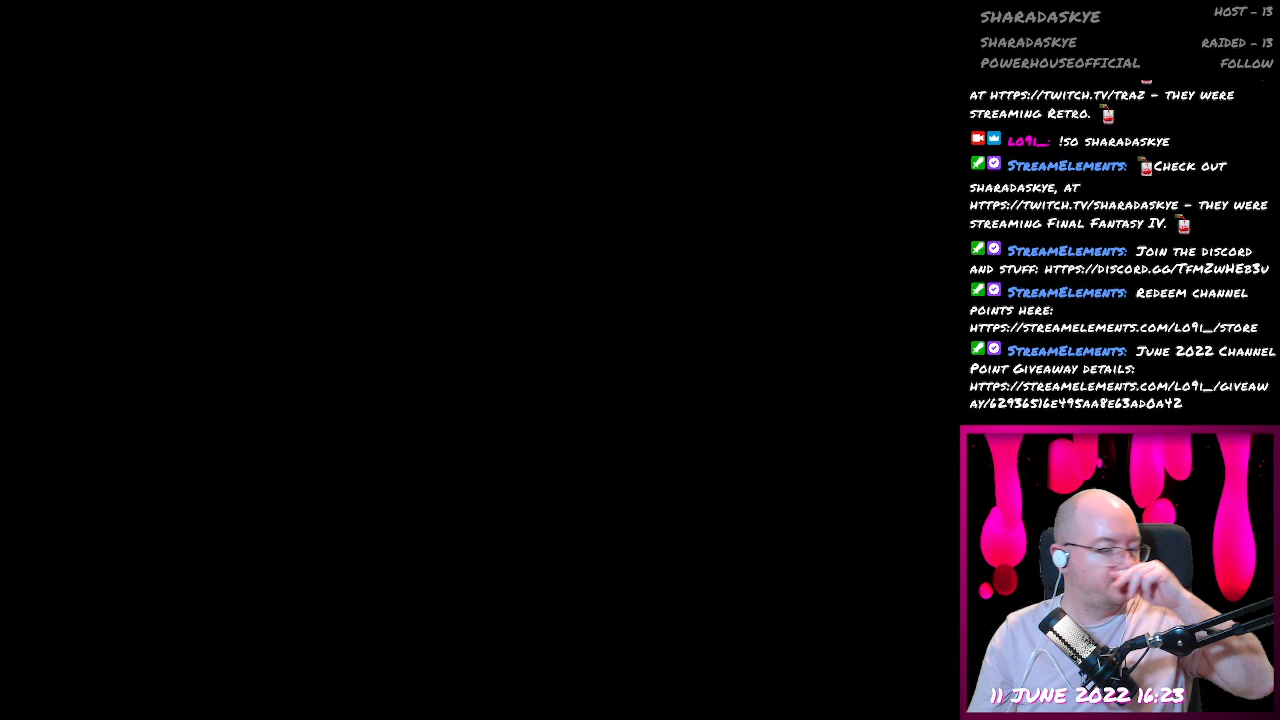 SHARADASKYE HOST - 13
SHARADASKYE RAIDED - 13
POWERHOUSEOFFICIAL FOLLOW
AT HTTPS://TWITCH.TV/TRAZ - THEY WERE
STREAMING RETRO.
LO9I_: !SO SHARADASKYE
STREAMELEMENTS: CHECK OUT
SHARADASKYE, AT
HTTPS://TWITCH.TV/SHARADASKYE - THEY WERE
STREAMING FINAL FANTASY IV.
STREAMELEMENTS: JOIN THE DISCORD
AND STUFF: HTTPS://DISCORD.GG/TFMZWHE83U
STREAMELEMENTS: REDEEM CHANNEL
POINTS HERE:
HTTPS://STREAMELEMENTS.COM/LO9I_/STORE
STREAMELEMENTS: JUNE 2022 CHANNEL
POINT GIVEAWAY DETAILS:
HTTPS://STREAMELEMENTS.COM/LO9I_/GIVEAW
AY/62936516E495AA8E63AD0A42
11 JUNE 2022 16:23